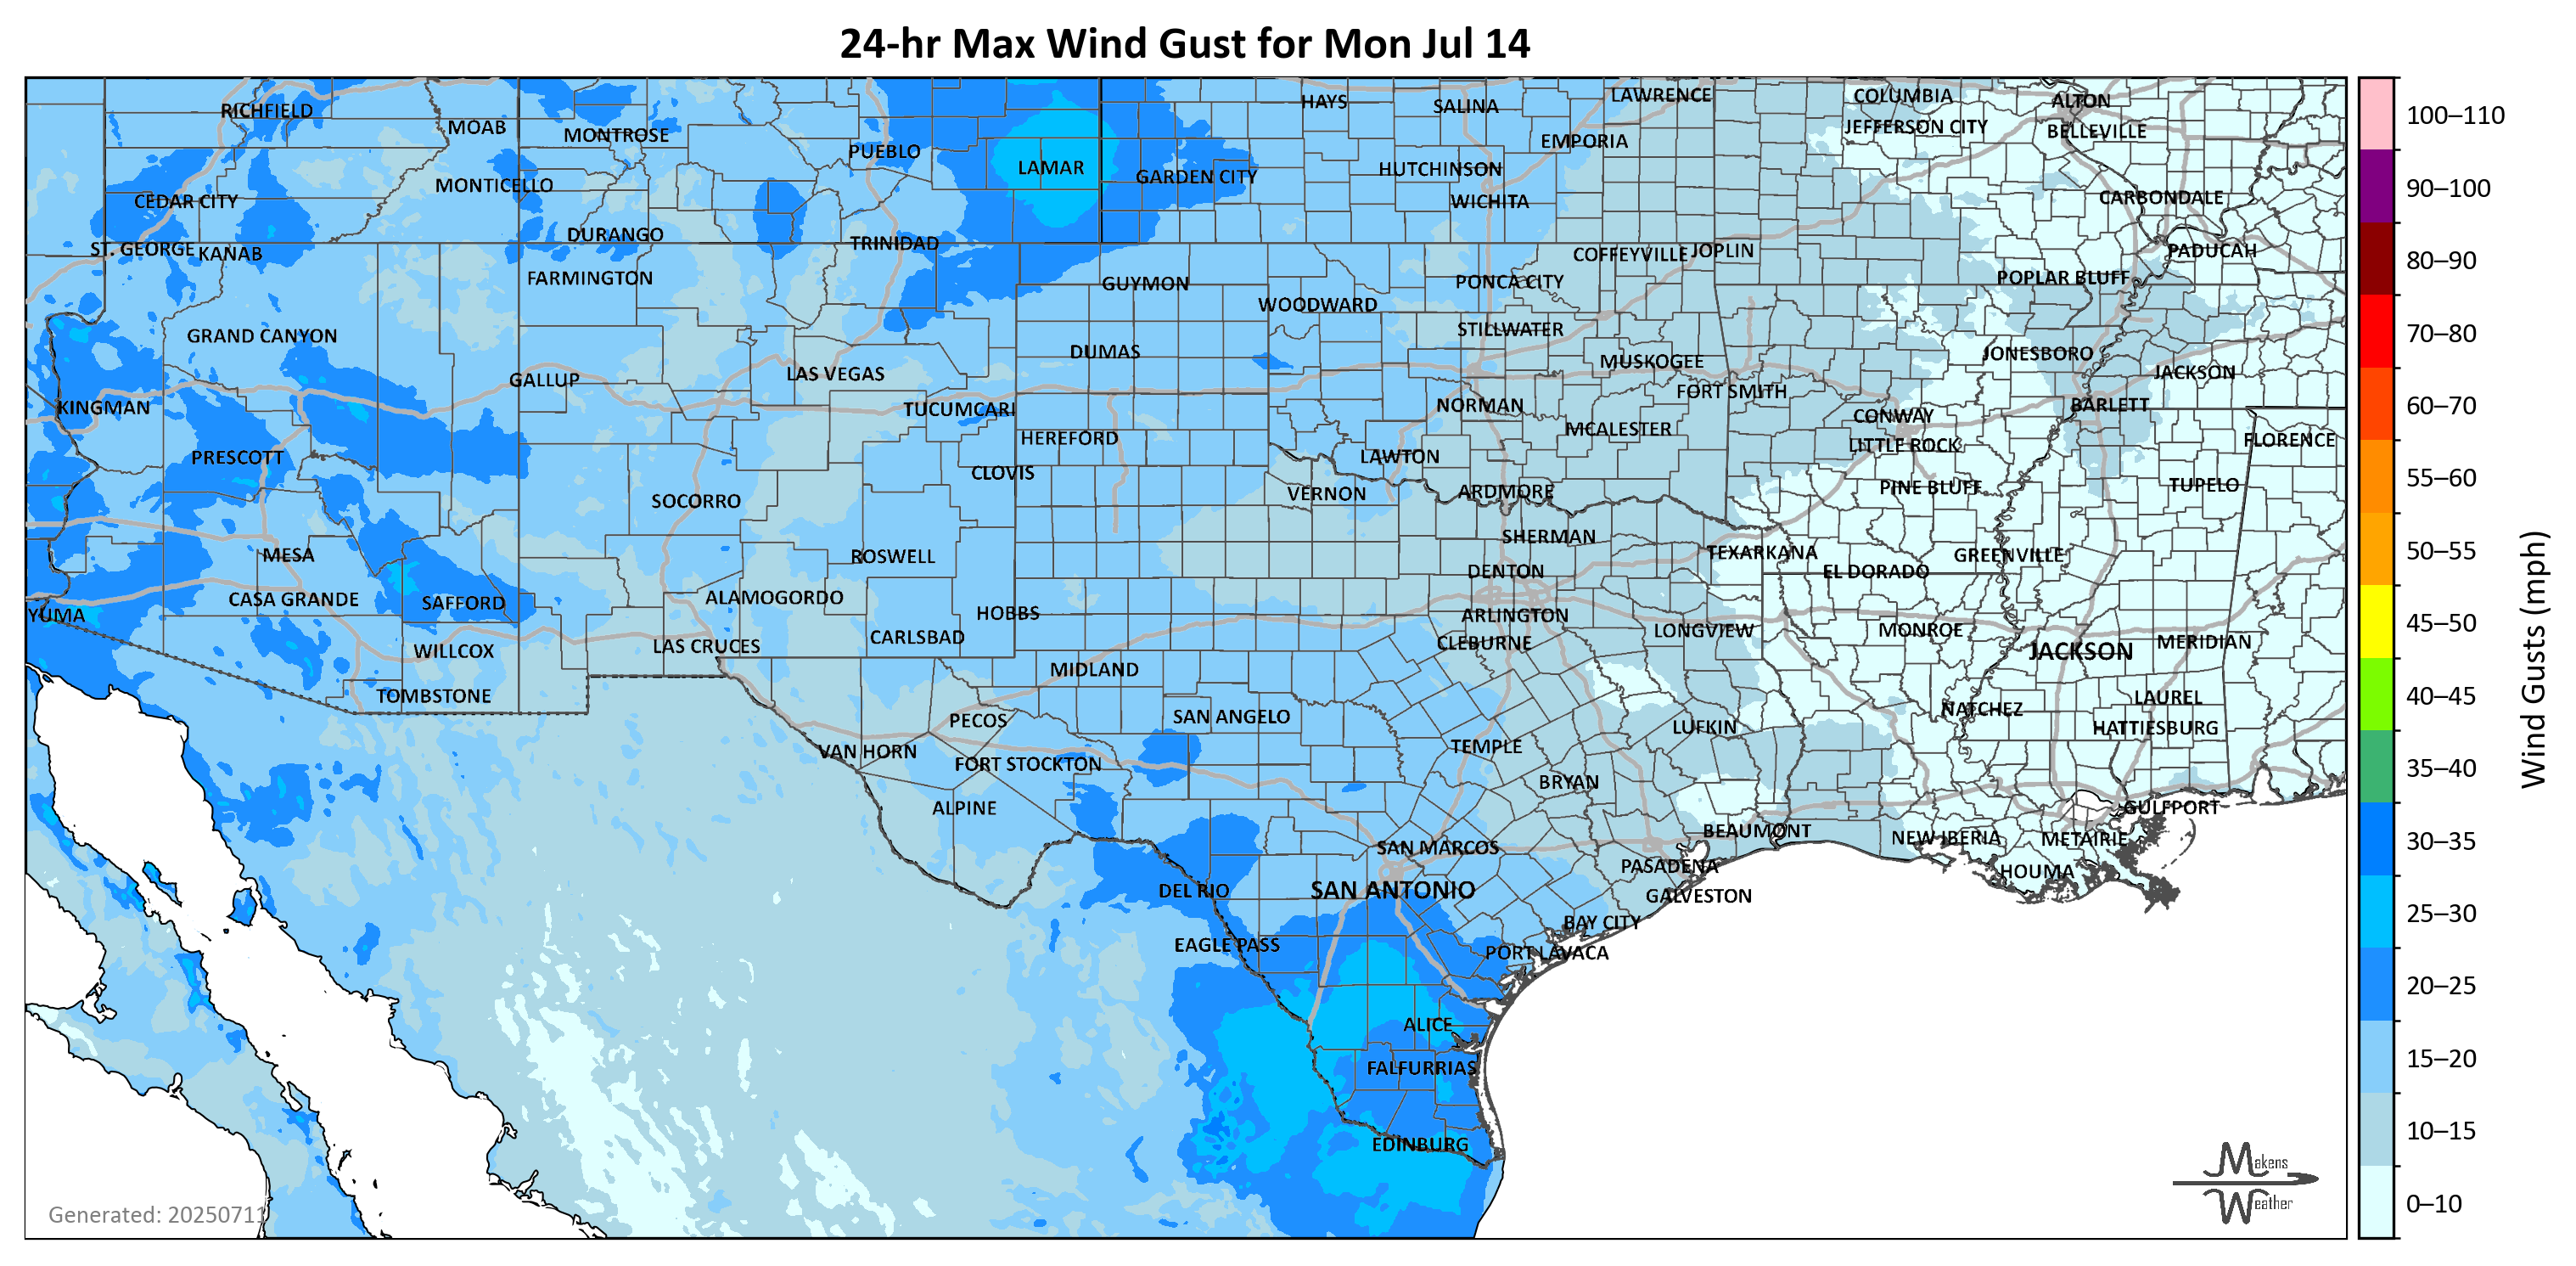 24-hr Max Wind Gust for Mon Jul 14
RICHFIELD
MOAB
MONTROSE
PUEBLO
LAMAR
GARDEN CITY
HAYS
SALINA
LAWRENCE
EMPORIA
HUTCHINSON
WICHITA
COLUMBIA
JEFFERSON CITY
ALTON
BELLEVILLE
MONTICELLO
CEDAR CITY
CARBONDALE
ST. GEORGE
KANAB
DURANGO
TRINIDAD
COFFEYVILLE
JOPLIN
PADUCAH
FARMINGTON
GUYMON
WOODWARD
PONCA CITY
POPLAR BLUFF
GRAND CANYON
STILLWATER
DUMAS
MUSKOGEE
JONESBORO
GALLUP
LAS VEGAS
FORT SMITH
JACKSON
KINGMAN
TUCUMCARI
NORMAN
MCALESTER
CONWAY
BARLETT
PRESCOTT
HEREFORD
LAWTON
LITTLE ROCK
FLORENCE
CLOVIS
SOCORRO
VERNON
ARDMORE
PINE BLUFF
TUPELO
MESA
ROSWELL
SHERMAN
TEXARKANA
GREENVILLE
DENTON
EL DORADO
CASA GRANDE
SAFFORD
ALAMOGORDO
HOBBS
YUMA
ARLINGTON
WILLCOX
LAS CRUCES
CARLSBAD
CLEBURNE
LONGVIEW
MONROE
JACKSON
MERIDIAN
MIDLAND
TOMBSTONE
PECOS
SAN ANGELO
NATCHEZ
LAUREL
HATTIESBURG
VAN HORN
FORT STOCKTON
TEMPLE
LUFKIN
ALPINE
BRYAN
GULFPORT
SAN MARCOS
BEAUMONT
NEW IBERIA
METAIRIE
DEL RIO
SAN ANTONIO
PASADENA
HOUMA
GALVESTON
BAY CITY
EAGLE PASS
PORT LAVACA
ALICE
FALFURRIAS
EDINBURG
Generated: 20250711
Makens
Weather
100–110
90–100
80–90
70–80
60–70
55–60
50–55
45–50
40–45
35–40
30–35
25–30
20–25
15–20
10–15
0–10
Wind Gusts (mph)